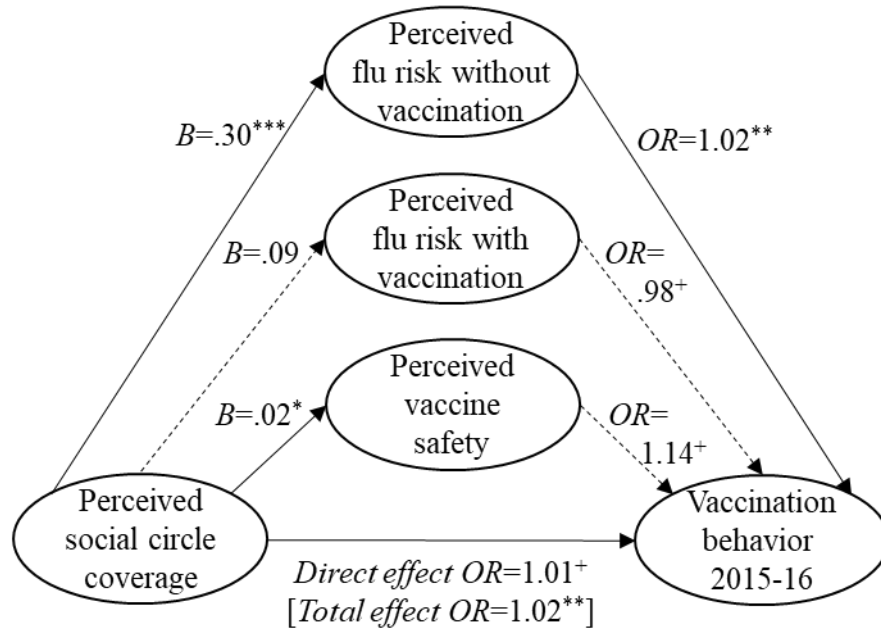 Perceived
flu risk without
vaccination
B=.30***
OR=1.02**
Perceived
flu risk with
vaccination
B=.09
OR=
.98+
Perceived
vaccine
safety
B=.02*
OR=
1.14+
Perceived
social circle
coverage
Vaccination
behavior
2015-16
Direct effect OR=1.01+
[Total effect OR=1.02**]